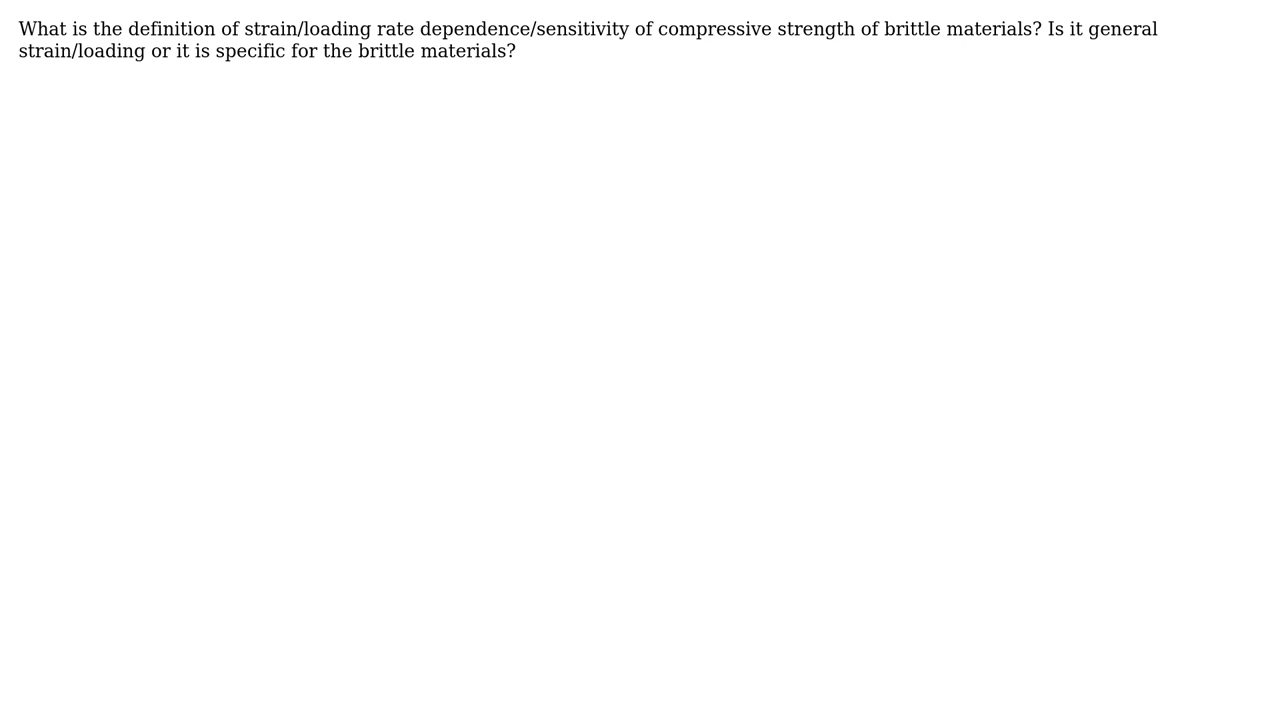 What is the definition of strain/loading rate dependence/sensitivity of compressive strength of brittle materials? Is it general
strain/loading or it is specific for the brittle materials?